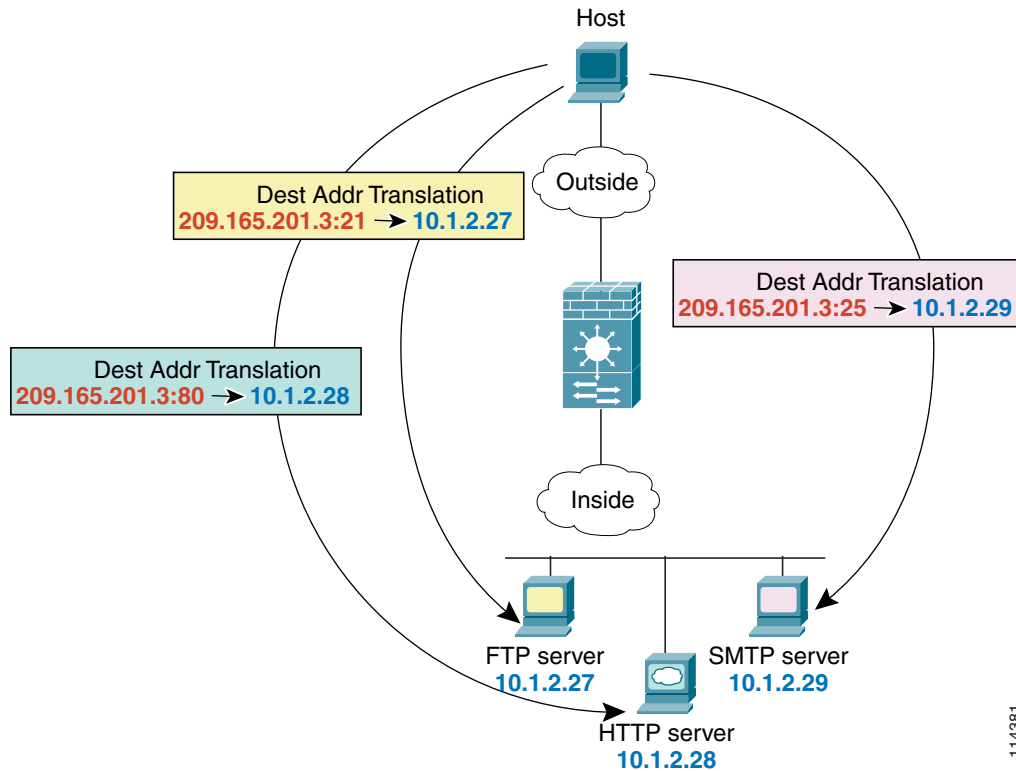 Host
Outside
Dest Addr Translation
209.165.201.3:21 → 10.1.2.27
Dest Addr Translation
209.165.201.3:25 → 10.1.2.29
Dest Addr Translation
209.165.201.3:80 → 10.1.2.28
Inside
FTP server
10.1.2.27
SMTP server
10.1.2.29
HTTP server
10.1.2.28
114381